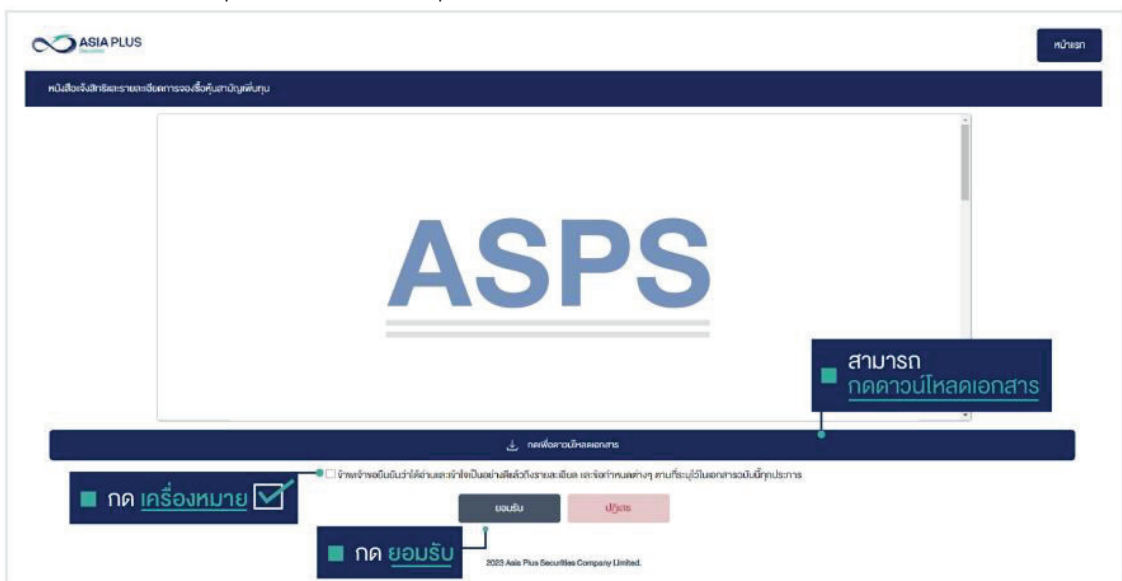 ASIA PLUS
Securities
หน้าแรก
หนังสือแจ้งสิทธิและรายละเอียดการจองซื้อหุ้นสามัญเพิ่มทุน
ASPS
สามารถ
กดดาวน์โหลดเอกสาร
กดเพื่อดาวน์โหลดเอกสาร
ข้าพเจ้าขอยืนยันว่าได้อ่านและเข้าใจเป็นอย่างดีแล้วถึงรายละเอียด และข้อกำหนดต่างๆ ตามที่ระบุไว้ในเอกสารฉบับนี้ทุกประการ
กด เครื่องหมาย
ยอมรับ
ปฏิเสธ
กด ยอมรับ
2023 Asia Plus Securities Company Limited.